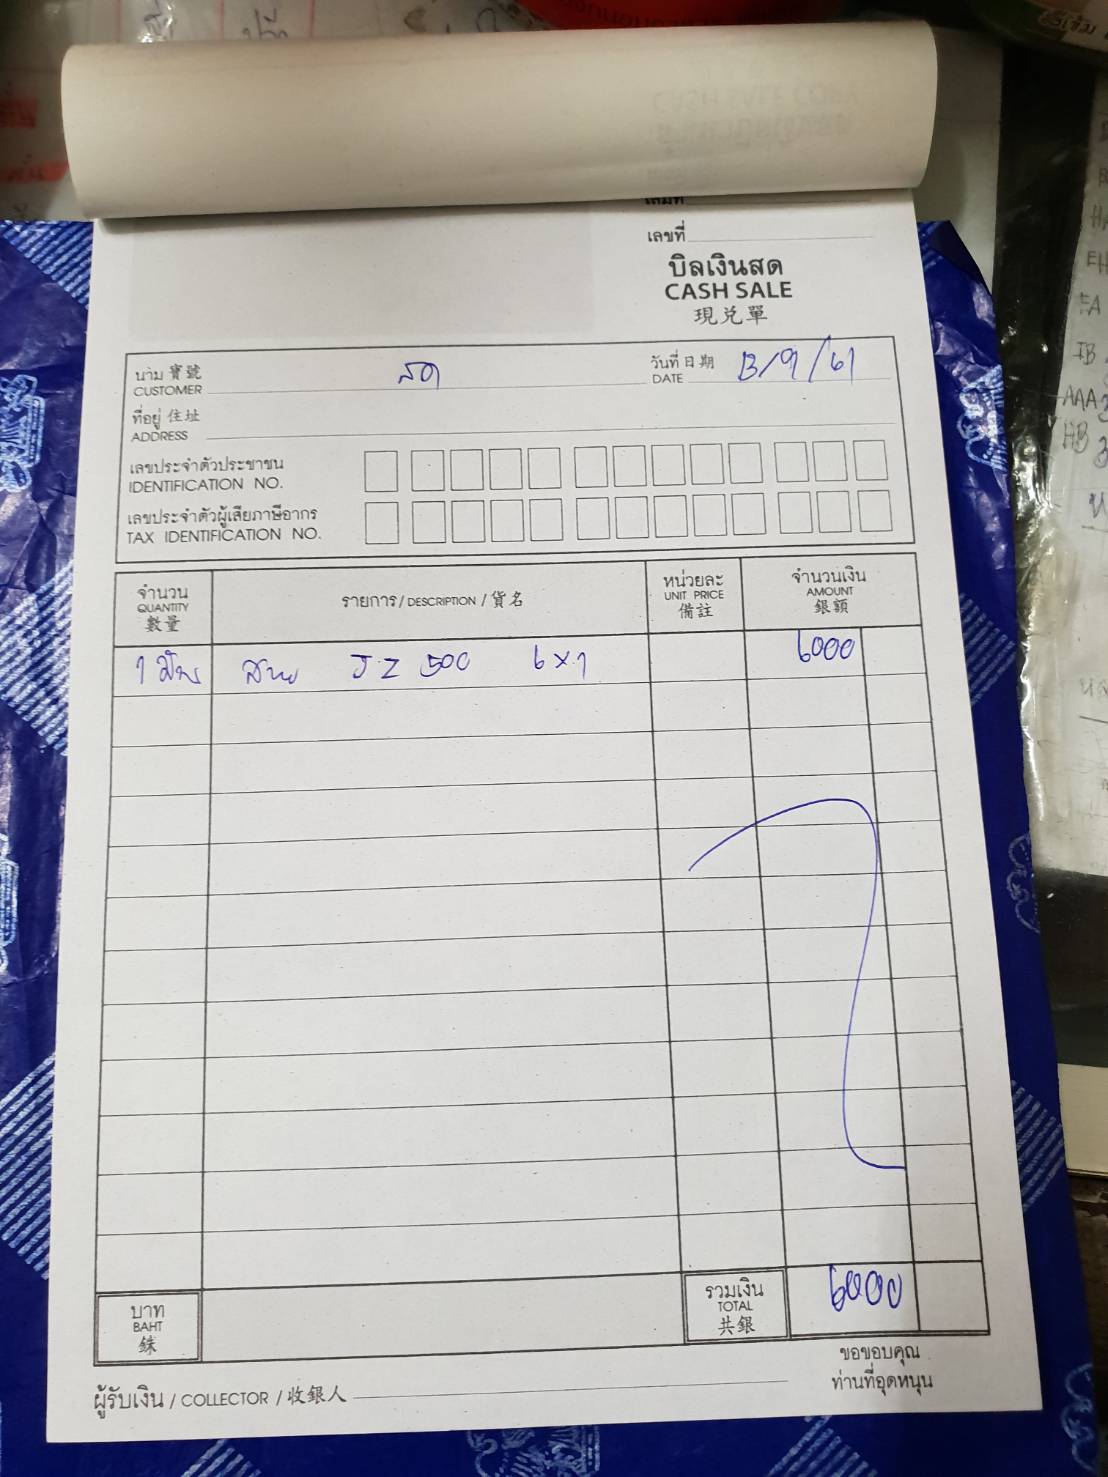 เลขที่
บิลเงินสด
CASH SALE
現兌單
นาม 寶號 สด
CUSTOMER
วันที่ 日期 13/9/61
DATE
ที่อยู่ 住址
ADDRESS
เลขประจำตัวประชาชน
IDENTIFICATION NO.
เลขประจำตัวผู้เสียภาษีอากร
TAX IDENTIFICATION NO.
จำนวน
QUANTITY
數量
รายการ / DESCRIPTION / 貨名
หน่วยละ
UNIT PRICE
備註
จำนวนเงิน
AMOUNT
銀額
1 ม้วน สาย JZ 500 6x1 6000
บาท
BAHT
銖
รวมเงิน
TOTAL
共銀
6000
ขอขอบคุณ
ท่านที่อุดหนุน
ผู้รับเงิน / COLLECTOR / 收銀人